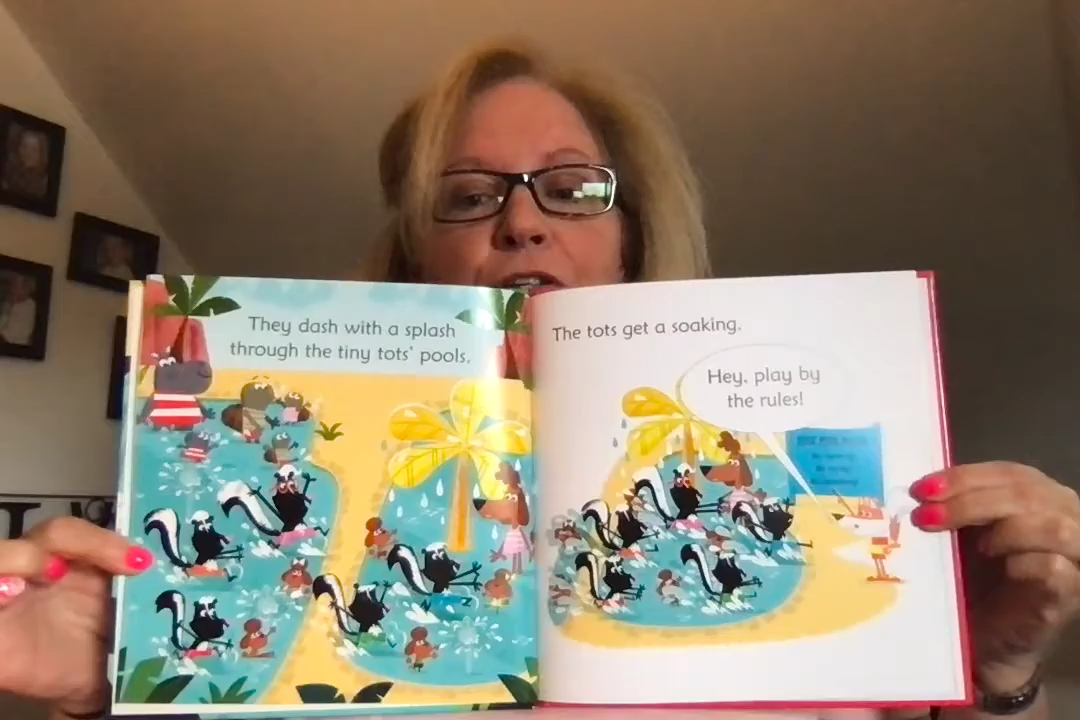 They dash with a splash
through the tiny tots' pools.
The tots get a soaking.
Hey, play by
the rules!